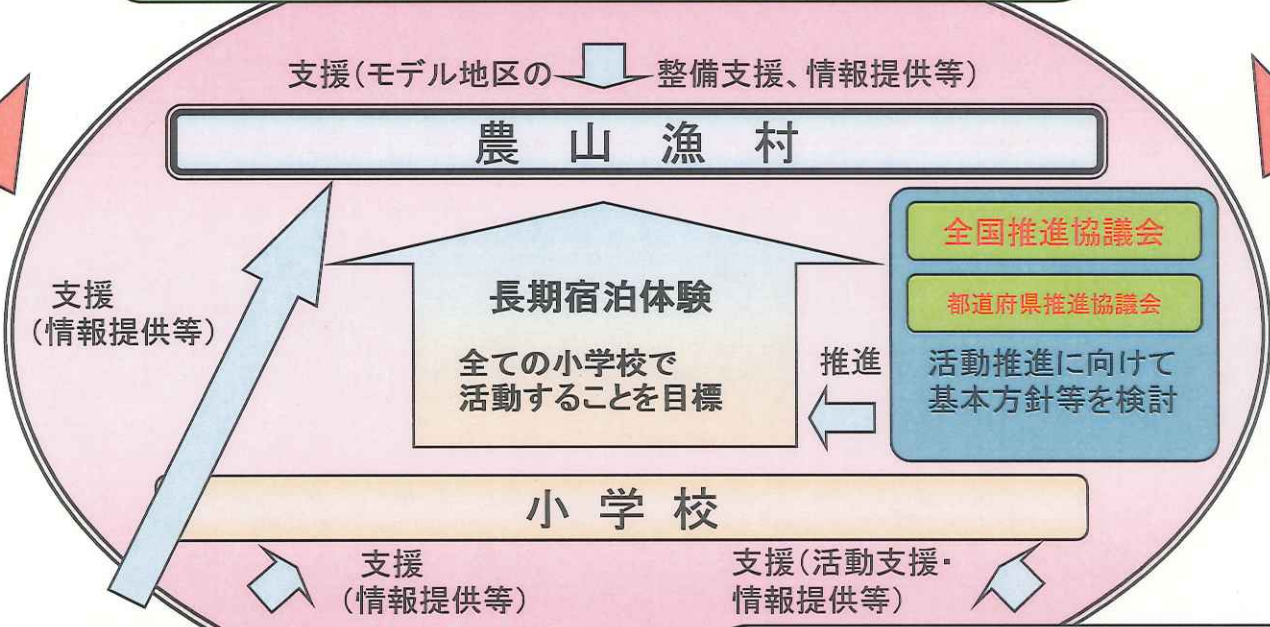 支援(モデル地区の 整備支援、情報提供等)
農山漁村
全国推進協議会
都道府県推進協議会
活動推進に向けて
基本方針等を検討
推進
長期宿泊体験
全ての小学校で
活動することを目標
支援
(情報提供等)
小学校
支援
(情報提供等)
支援(活動支援・
情報提供等)